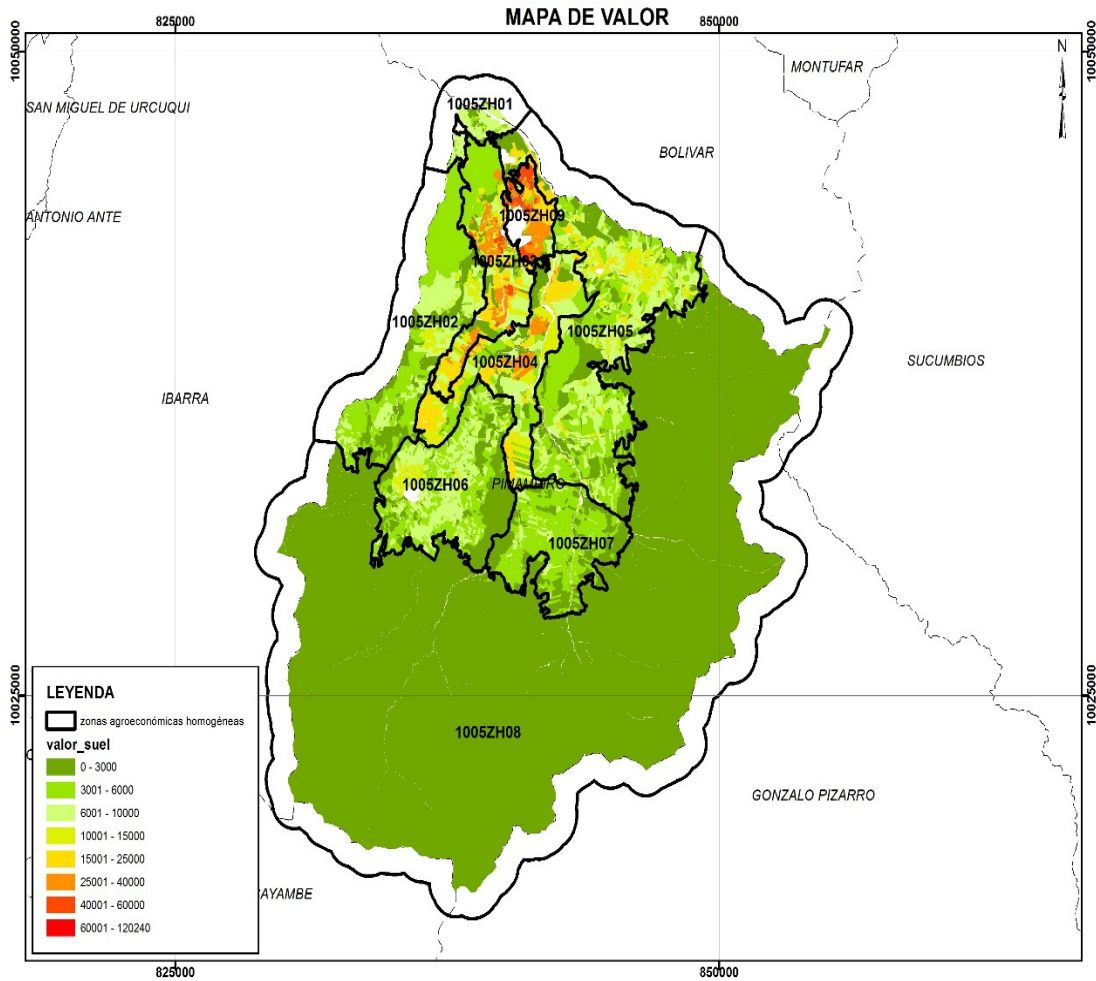 MAPA DE VALOR
825000
850000
10050000
10050000
N
MONTUFAR
SAN MIGUEL DE URCUQUI
1005ZH01
BOLIVAR
ANTONIO ANTE
1005ZH09
1005ZH03
1005ZH02
1005ZH05
1005ZH04
SUCUMBIOS
IBARRA
1005ZH06
PIMAMPIRO
1005ZH07
10025000
10025000
LEYENDA
zonas agroeconómicas homogéneas
valor_suel
0 - 3000
3001 - 6000
6001 - 10000
10001 - 15000
15001 - 25000
25001 - 40000
40001 - 60000
60001 - 120240
1005ZH08
GONZALO PIZARRO
CAYAMBE
825000
850000